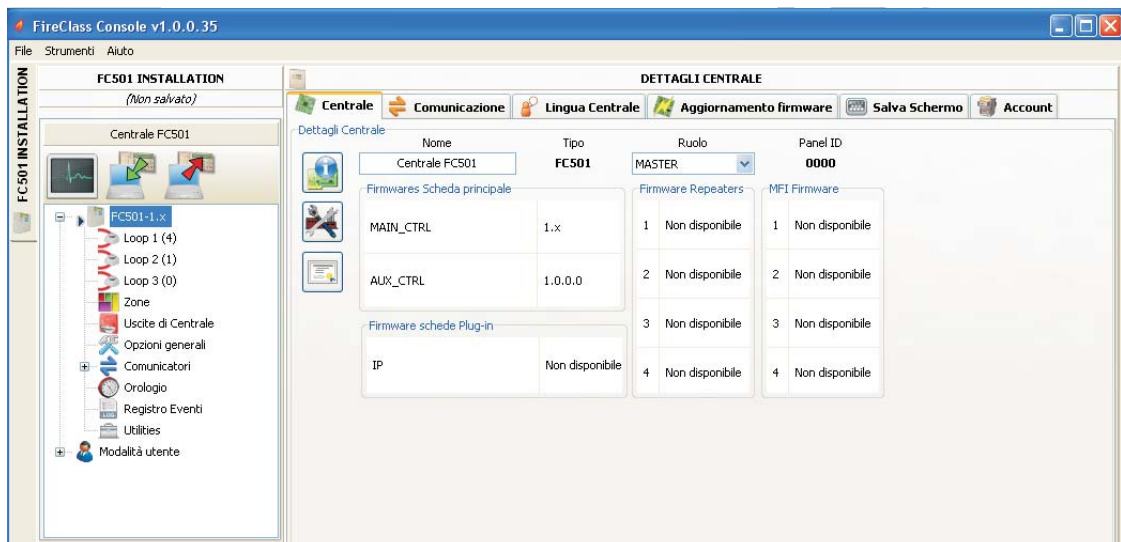 FireClass Console v1.0.0.35
File Strumenti Aiuto
FC501 INSTALLATION
FC501 INSTALLATION
(Non salvato)
Centrale FC501
FC501-1.x
Loop 1 (4)
Loop 2 (1)
Loop 3 (0)
Zone
Uscite di Centrale
Opzioni generali
Comunicatori
Orologio
LOG
Registro Eventi
Utilities
Modalità utente
DETTAGLI CENTRALE
Centrale Comunicazione Lingua Centrale Aggiornamento firmware Salva Schermo Account
Dettagli Centrale
Nome Tipo Ruolo Panel ID
Centrale FC501 FC501 MASTER 0000
Firmwares Scheda principale
MAIN_CTRL 1.x
AUX_CTRL 1.0.0.0
Firmware schede Plug-in
IP Non disponibile
Firmware Repeaters
1 Non disponibile
2 Non disponibile
3 Non disponibile
4 Non disponibile
MFI Firmware
1 Non disponibile
2 Non disponibile
3 Non disponibile
4 Non disponibile